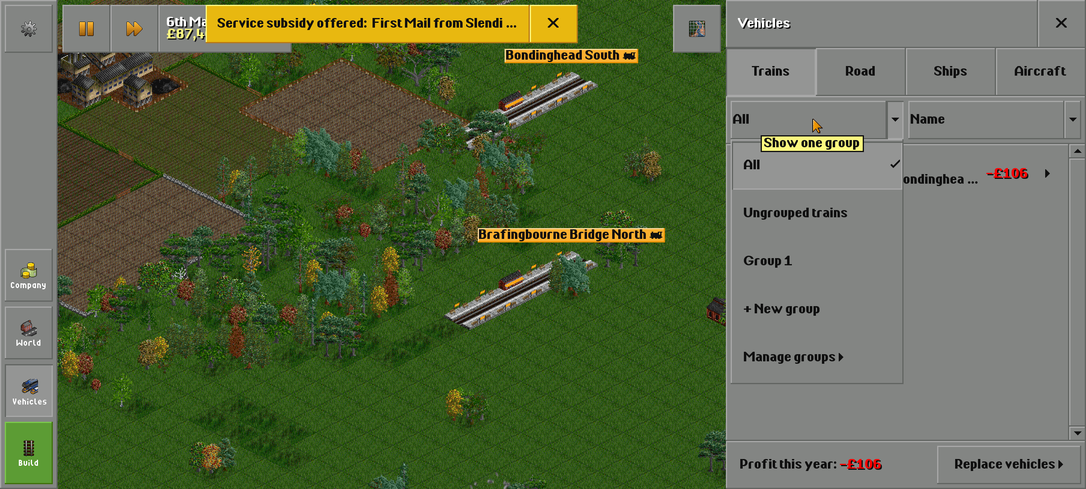 6th Ma
£87,4
Service subsidy offered: First Mail from Slendi ...
Bondinghead South
Brafingbourne Bridge North
Company
World
Vehicles
Build
Vehicles
Trains
Road
Ships
Aircraft
All
Name
Show one group
All
Ungrouped trains
Group 1
+ New group
Manage groups
ondinghea ...
-£106
Profit this year: -£106
Replace vehicles